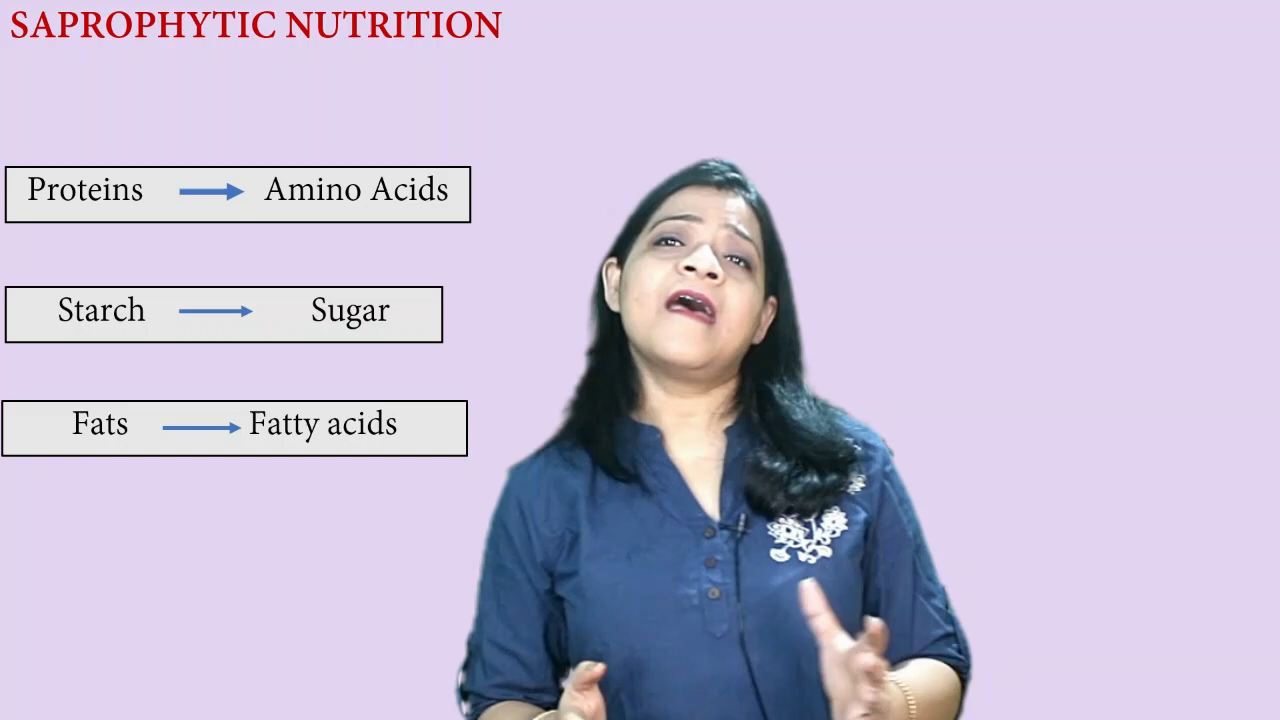 SAPROPHYTIC NUTRITION
Proteins Amino Acids
Starch Sugar
Fats Fatty acids